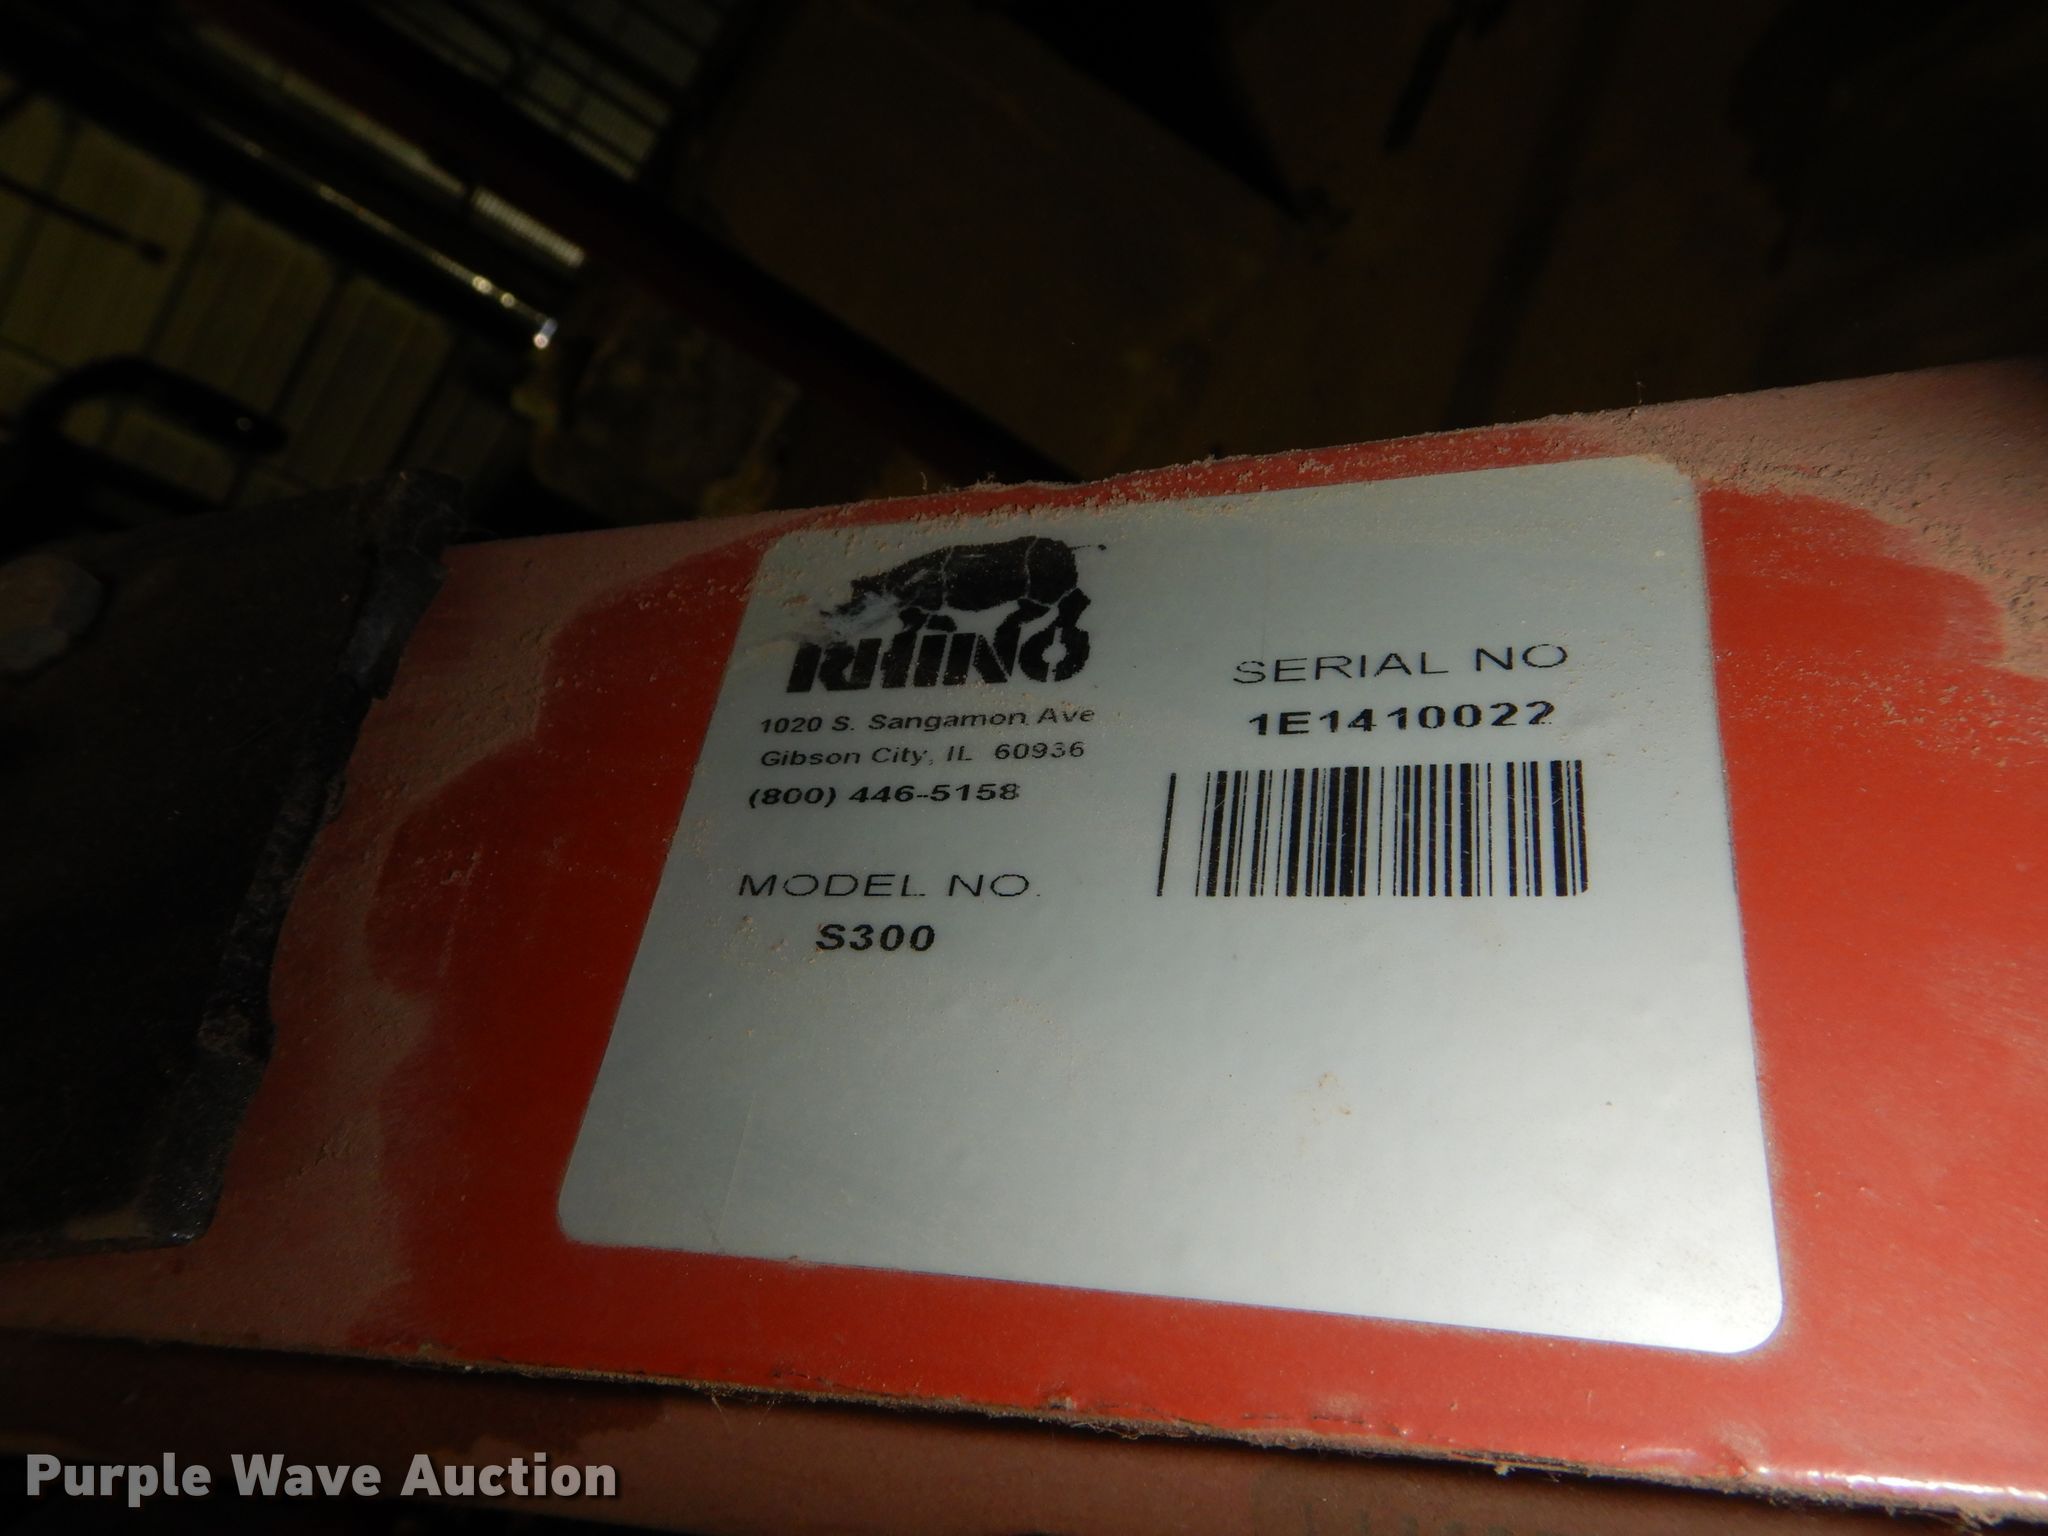 RHINO
1020 S. Sangamon Ave
Gibson City, IL 60936
(800) 446-5158
MODEL NO.
S300
SERIAL NO
1E1410022
Purple Wave Auction